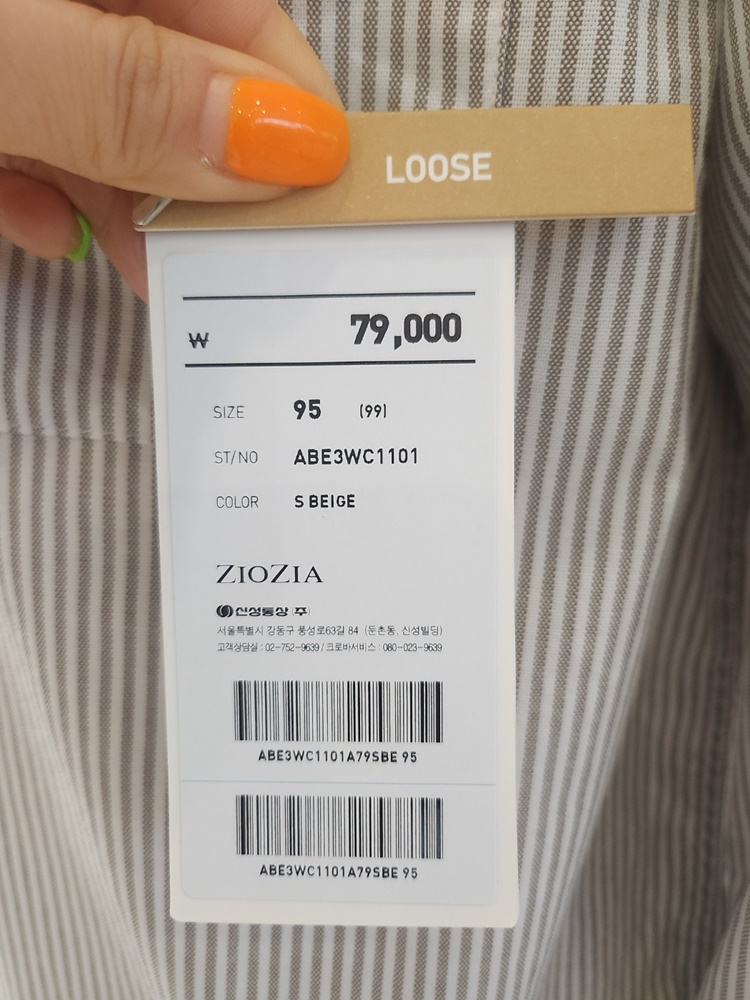 LOOSE
₩ 79,000
SIZE 95 (99)
ST/NO ABE3WC1101
COLOR S BEIGE
ZIOZIA
신성통상 (주)
서울특별시 강동구 풍성로63길 84 (둔촌동, 신성빌딩)
고객상담실 : 02-752-9639 / 크로바서비스 : 080-023-9639
ABE3WC1101A79SBE 95
ABE3WC1101A79SBE 95